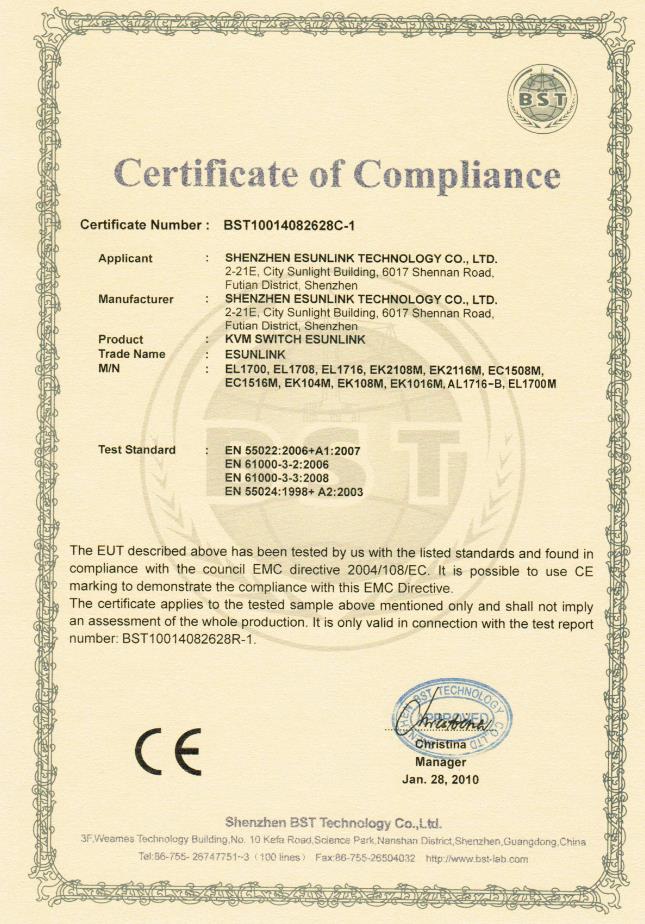 BST
Certificate of Compliance
Certificate Number : BST10014082628C-1
Applicant : SHENZHEN ESUNLINK TECHNOLOGY CO., LTD.
2-21E, City Sunlight Building, 6017 Shennan Road,
Futian District, Shenzhen
Manufacturer : SHENZHEN ESUNLINK TECHNOLOGY CO., LTD.
2-21E, City Sunlight Building, 6017 Shennan Road,
Futian District, Shenzhen
Product : KVM SWITCH ESUNLINK
Trade Name : ESUNLINK
M/N : EL1700, EL1708, EL1716, EK2108M, EK2116M, EC1508M,
EC1516M, EK104M, EK108M, EK1016M, AL1716-B, EL1700M
BST
Test Standard : EN 55022:2006+A1:2007
EN 61000-3-2:2006
EN 61000-3-3:2008
EN 55024:1998+ A2:2003
The EUT described above has been tested by us with the listed standards and found in
compliance with the council EMC directive 2004/108/EC. It is possible to use CE
marking to demonstrate the compliance with this EMC Directive.
The certificate applies to the tested sample above mentioned only and shall not imply
an assessment of the whole production. It is only valid in connection with the test report
number: BST10014082628R-1.
CE
BST TECHNOLOGY CO.,LTD
APPROVED
Christina
Christina
Manager
Jan. 28, 2010
Shenzhen BST Technology Co.,Ltd.
3F,Weames Technology Building,No. 10 Kefa Road,Science Park,Nanshan District,Shenzhen,Guangdong,China
Tel:86-755- 26747751~3 (100 lines) Fax:86-755-26504032 http://www.bst-lab.com